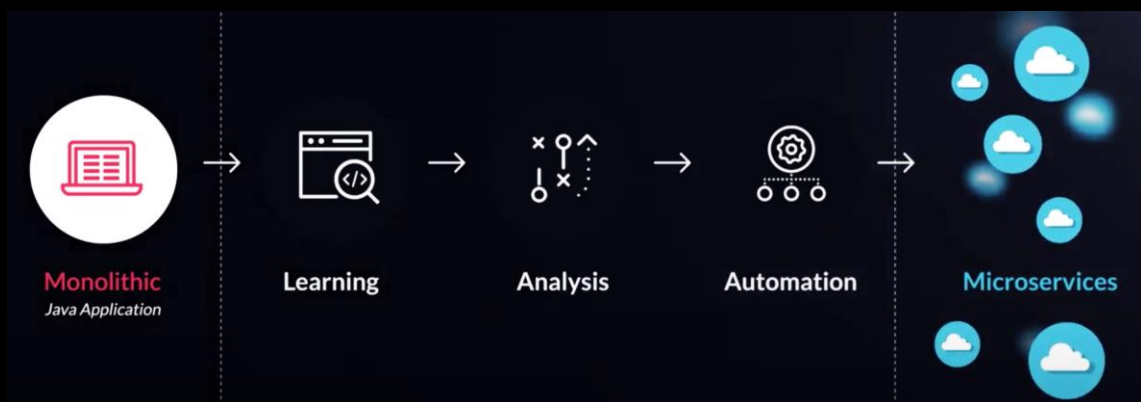 Monolithic
Java Application
Learning
Analysis
Automation
Microservices